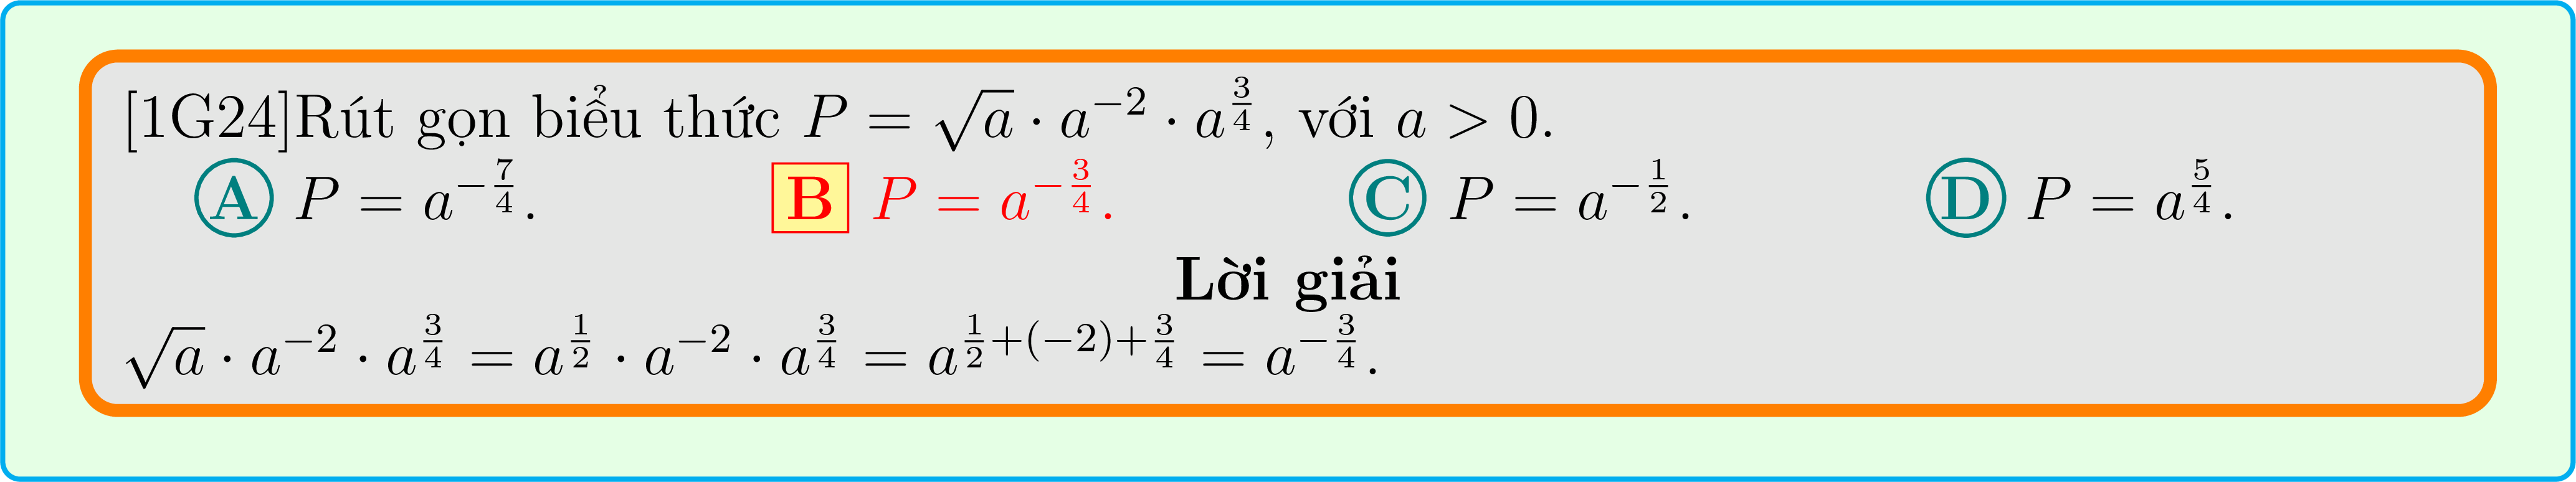 [1G24]Rút gọn biểu thức $P = \sqrt{a} \cdot a^{-2} \cdot a^{\frac{3}{4}}$, với $a > 0$.
A $P = a^{-\frac{7}{4}}$. B $P = a^{-\frac{3}{4}}$. C $P = a^{-\frac{1}{2}}$. D $P = a^{\frac{5}{4}}$.
Lời giải
$\sqrt{a} \cdot a^{-2} \cdot a^{\frac{3}{4}} = a^{\frac{1}{2}} \cdot a^{-2} \cdot a^{\frac{3}{4}} = a^{\frac{1}{2}+(-2)+\frac{3}{4}} = a^{-\frac{3}{4}}$.